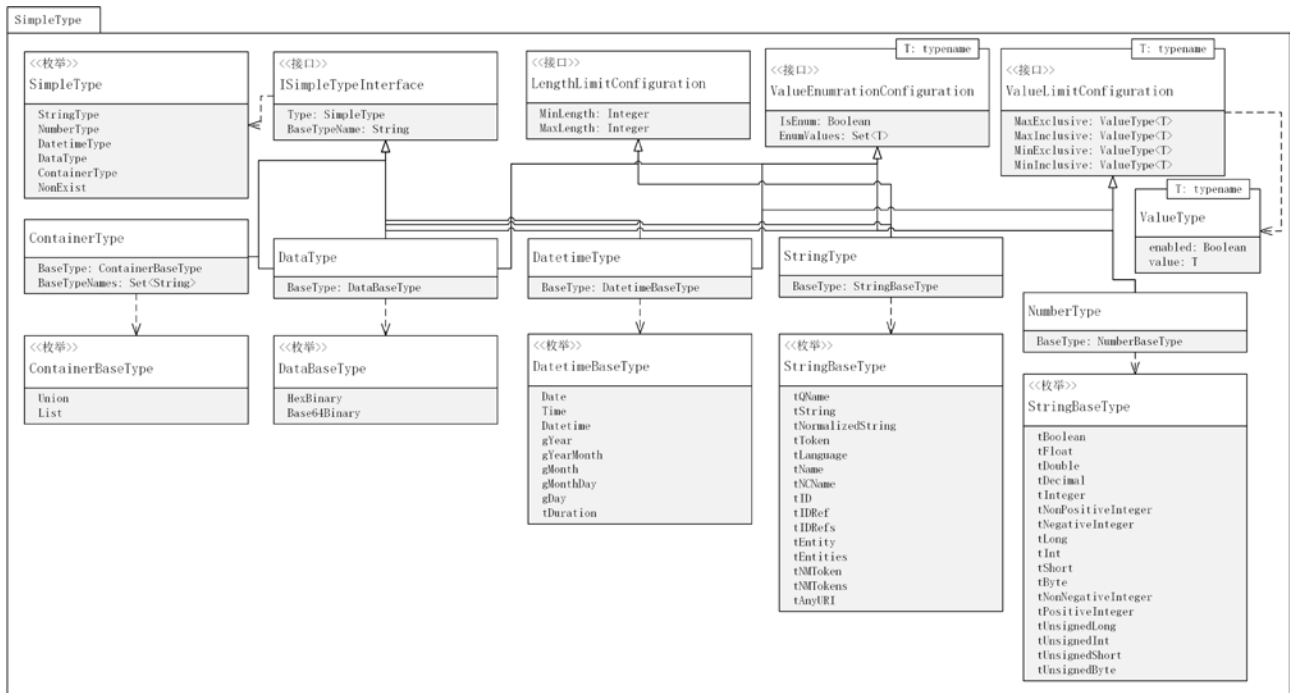 SimpleType
<<枚举>>
SimpleType
StringType
NumberType
DatetimeType
DataType
ContainerType
NonExist
<<接口>>
ISimpleTypeInterface
Type: SimpleType
BaseTypeName: String
<<接口>>
LengthLimitConfiguration
MinLength: Integer
MaxLength: Integer
T: typename
<<接口>>
ValueEnumrationConfiguration
IsEnum: Boolean
EnumValues: Set<T>
T: typename
<<接口>>
ValueLimitConfiguration
MaxExclusive: ValueType<T>
MaxInclusive: ValueType<T>
MinExclusive: ValueType<T>
MinInclusive: ValueType<T>
T: typename
ValueType
enabled: Boolean
value: T
ContainerType
BaseType: ContainerBaseType
BaseTypeNames: Set<String>
DataType
BaseType: DataBaseType
DatetimeType
BaseType: DatetimeBaseType
StringType
BaseType: StringBaseType
NumberType
BaseType: NumberBaseType
<<枚举>>
ContainerBaseType
Union
List
<<枚举>>
DataBaseType
HexBinary
Base64Binary
<<枚举>>
DatetimeBaseType
Date
Time
Datetime
gYear
gYearMonth
gMonth
gMonthDay
gDay
tDuration
<<枚举>>
StringBaseType
tQName
tString
tNormalizedString
tToken
tLanguage
tName
tNCName
tID
tIDRef
tIDRefs
tEntity
tEntities
tNMToken
tNMTokens
tAnyURI
<<枚举>>
StringBaseType
tBoolean
tFloat
tDouble
tDecimal
tInteger
tNonPositiveInteger
tNegativeInteger
tLong
tInt
tShort
tByte
tNonNegativeInteger
tPositiveInteger
tUnsignedLong
tUnsignedInt
tUnsignedShort
tUnsignedByte